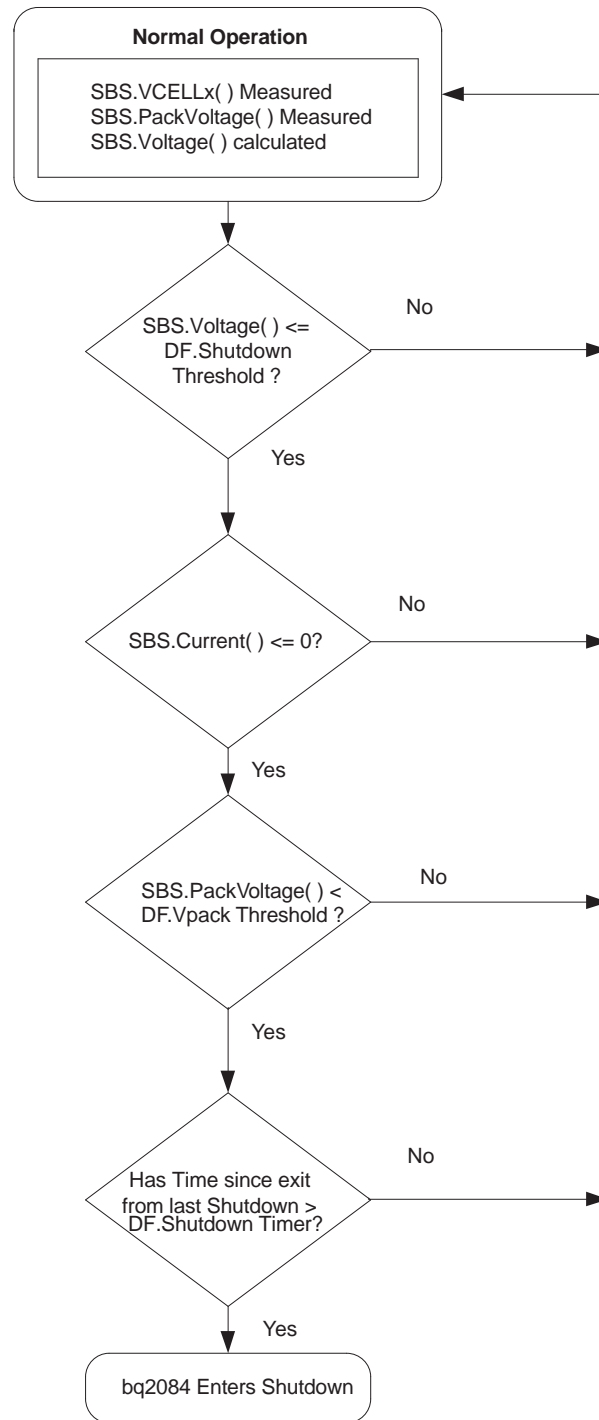 Normal Operation
SBS.VCELLx( ) Measured
SBS.PackVoltage( ) Measured
SBS.Voltage( ) calculated
SBS.Voltage( ) <=
DF.Shutdown
Threshold ?
No
Yes
SBS.Current( ) <= 0?
No
Yes
SBS.PackVoltage( ) <
DF.Vpack Threshold ?
No
Yes
Has Time since exit
from last Shutdown >
DF.Shutdown Timer?
No
Yes
bq2084 Enters Shutdown